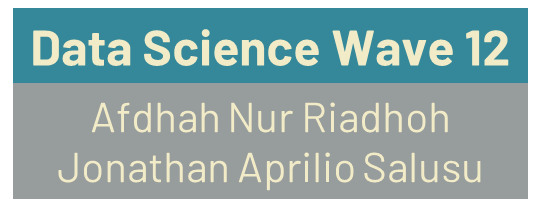 Data Science Wave 12
Afdhah Nur Riadhoh
Jonathan Aprilio Salusu